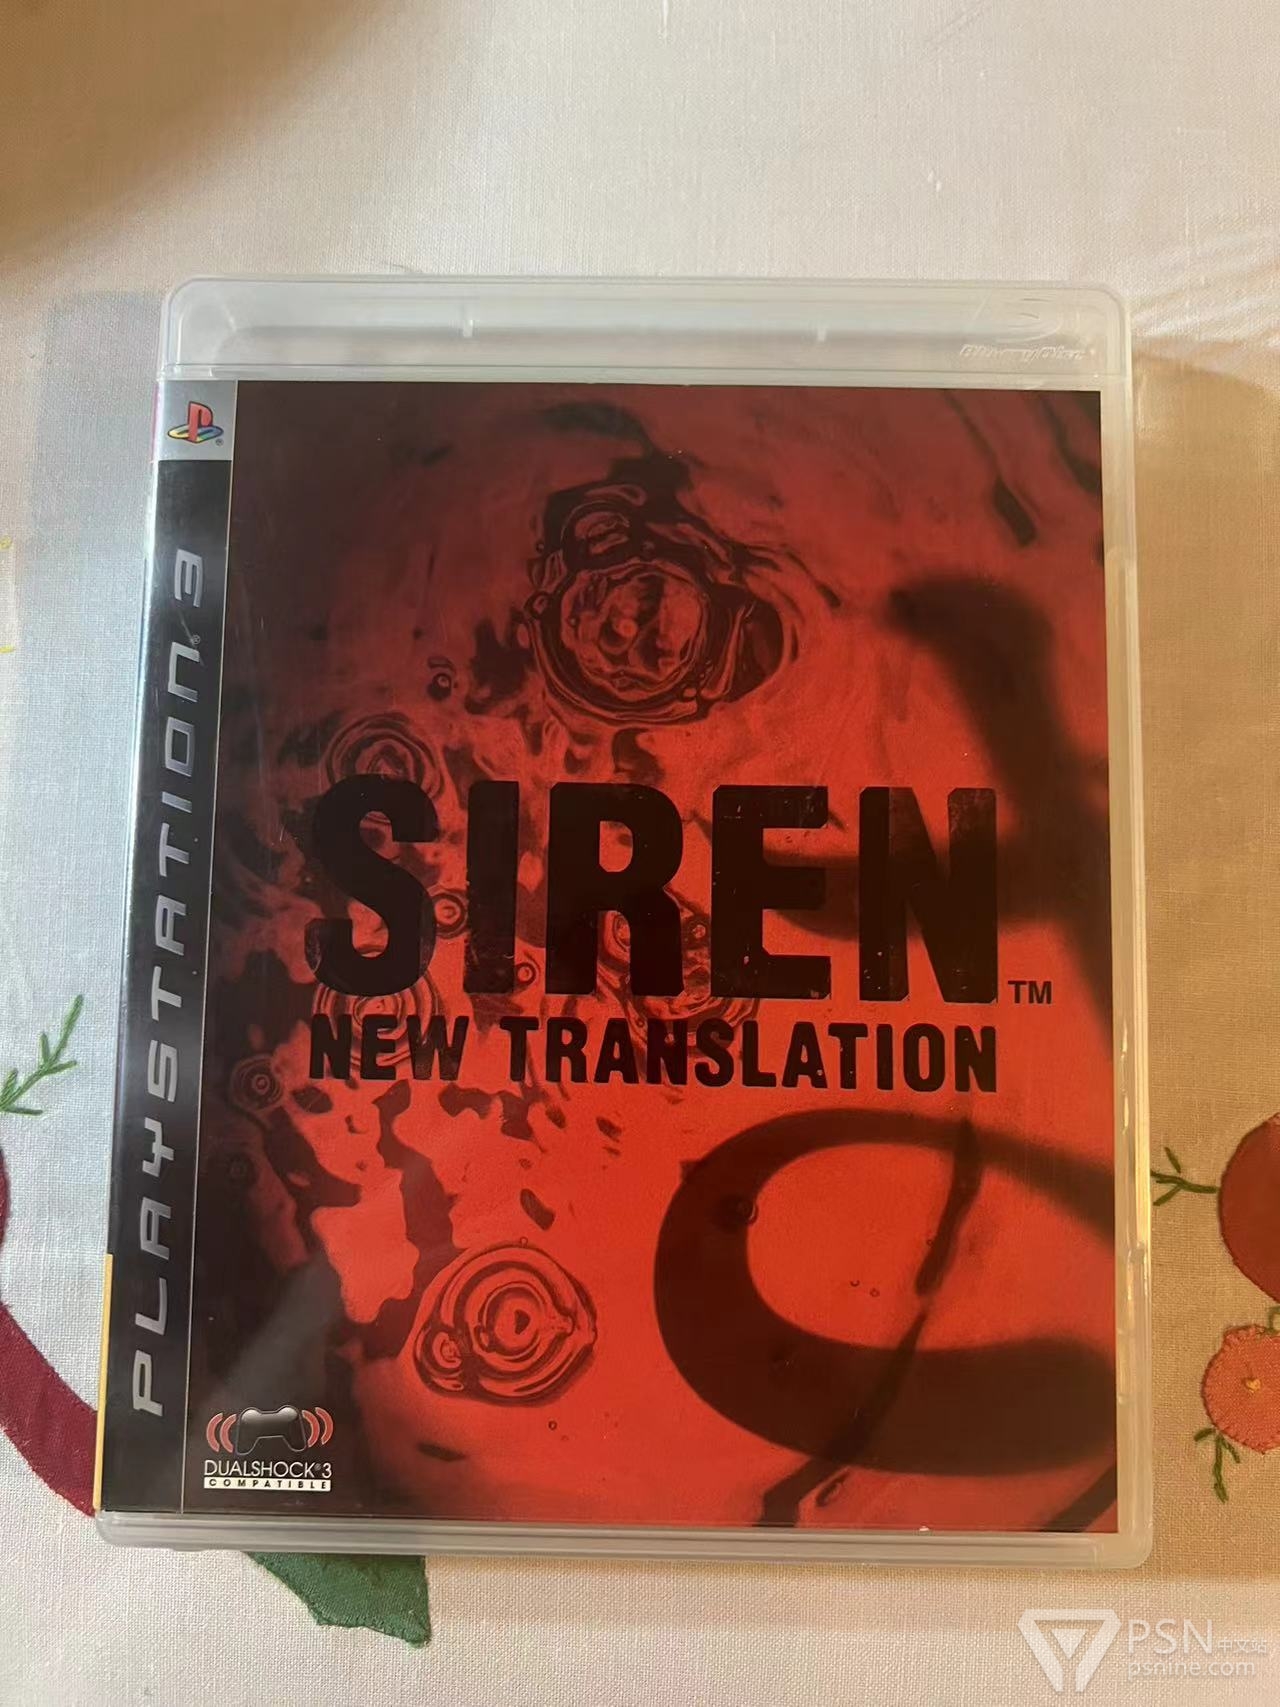 Blu-ray Disc
PLAYSTATION®3
SIREN™
NEW TRANSLATION
DUALSHOCK®3
COMPATIBLE
PSN中文站
psnine.com